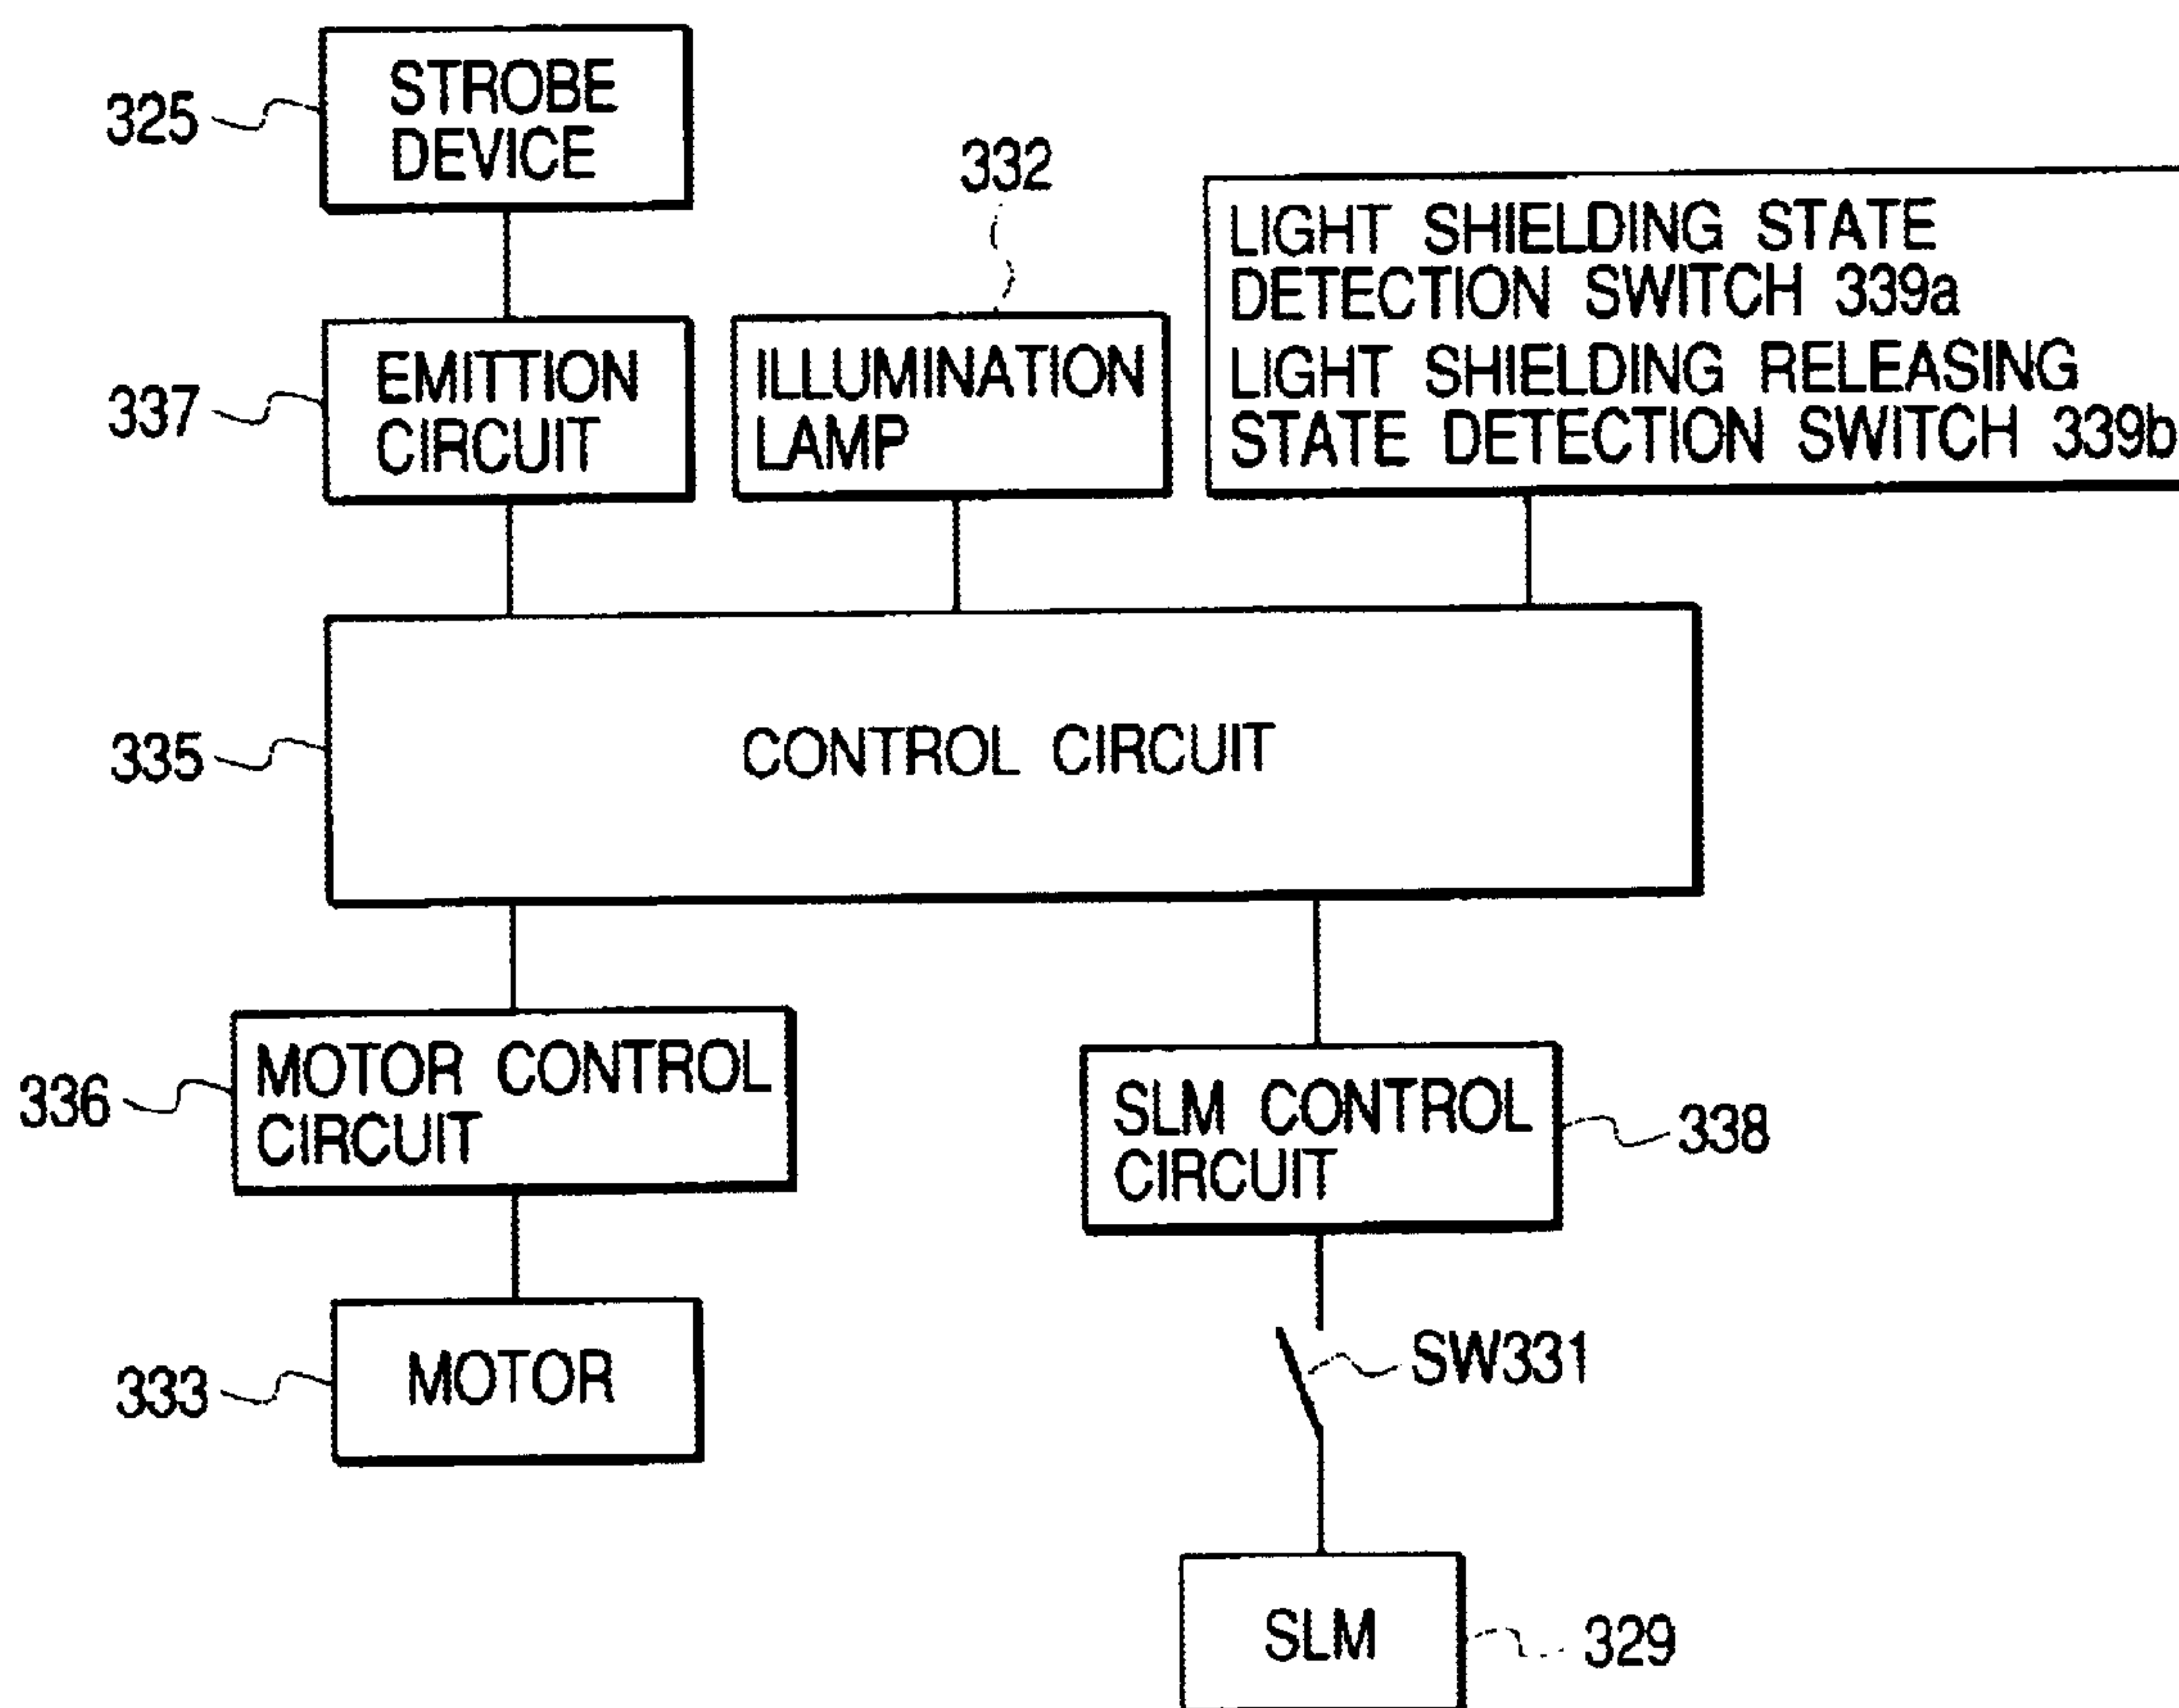 STROBE
DEVICE
325
332
LIGHT SHIELDING STATE
DETECTION SWITCH 339a
LIGHT SHIELDING RELEASING
STATE DETECTION SWITCH 339b
EMITTION
CIRCUIT
337
ILLUMINATION
LAMP
335
CONTROL CIRCUIT
336
MOTOR CONTROL
CIRCUIT
SLM CONTROL
CIRCUIT
338
333
MOTOR
SW331
SLM
329